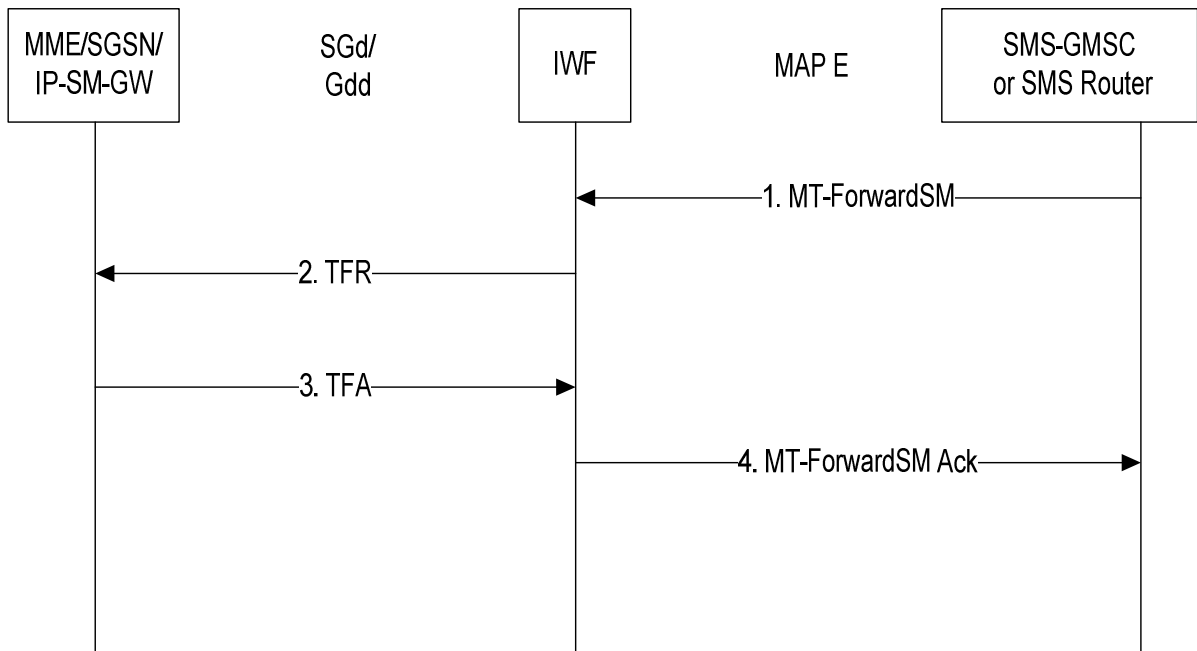 MME/SGSN/
IP-SM-GW
SGd/
Gdd
IWF
MAP E
SMS-GMSC
or SMS Router
1. MT-ForwardSM
2. TFR
3. TFA
4. MT-ForwardSM Ack